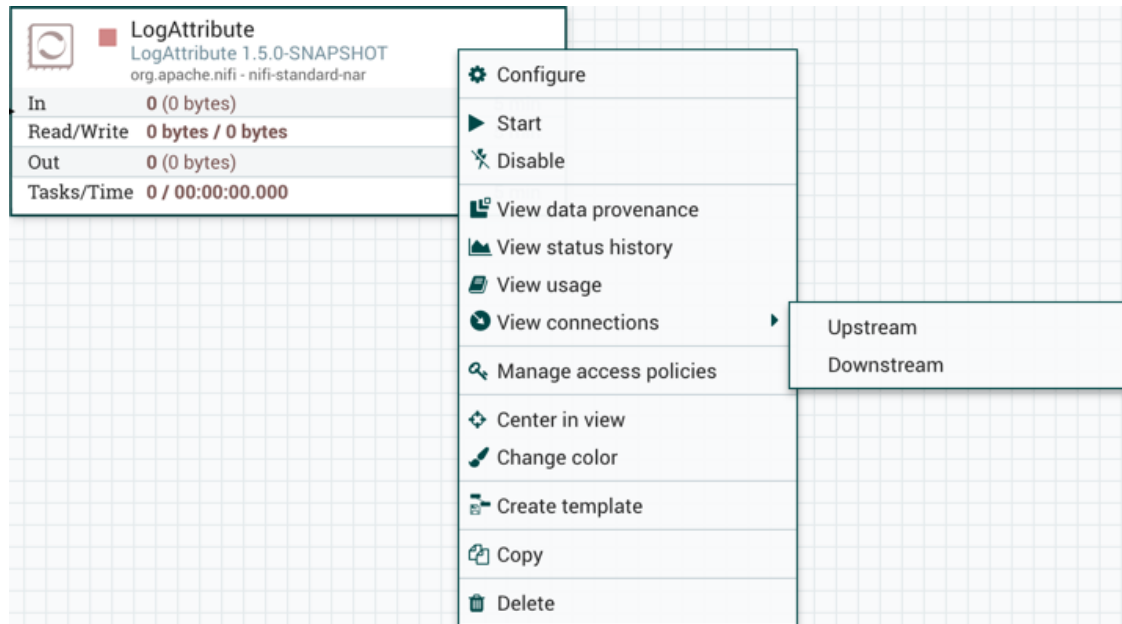 LogAttribute
LogAttribute 1.5.0-SNAPSHOT
org.apache.nifi - nifi-standard-nar
In 0 (0 bytes)
Read/Write 0 bytes / 0 bytes
Out 0 (0 bytes)
Tasks/Time 0 / 00:00:00.000
Configure
Start
Disable
View data provenance
View status history
View usage
View connections
Upstream
Downstream
Manage access policies
Center in view
Change color
Create template
Copy
Delete